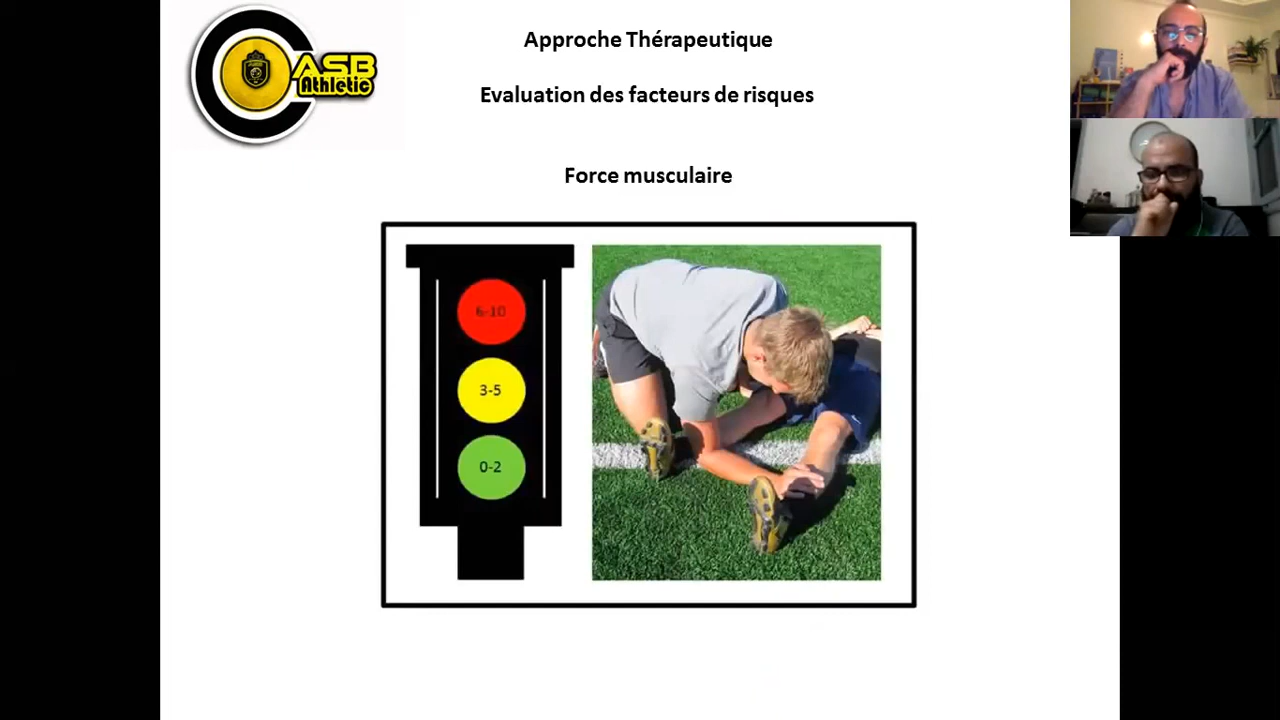 ASB
Athletic
Approche Thérapeutique
Evaluation des facteurs de risques
Force musculaire
6-10
3-5
0-2